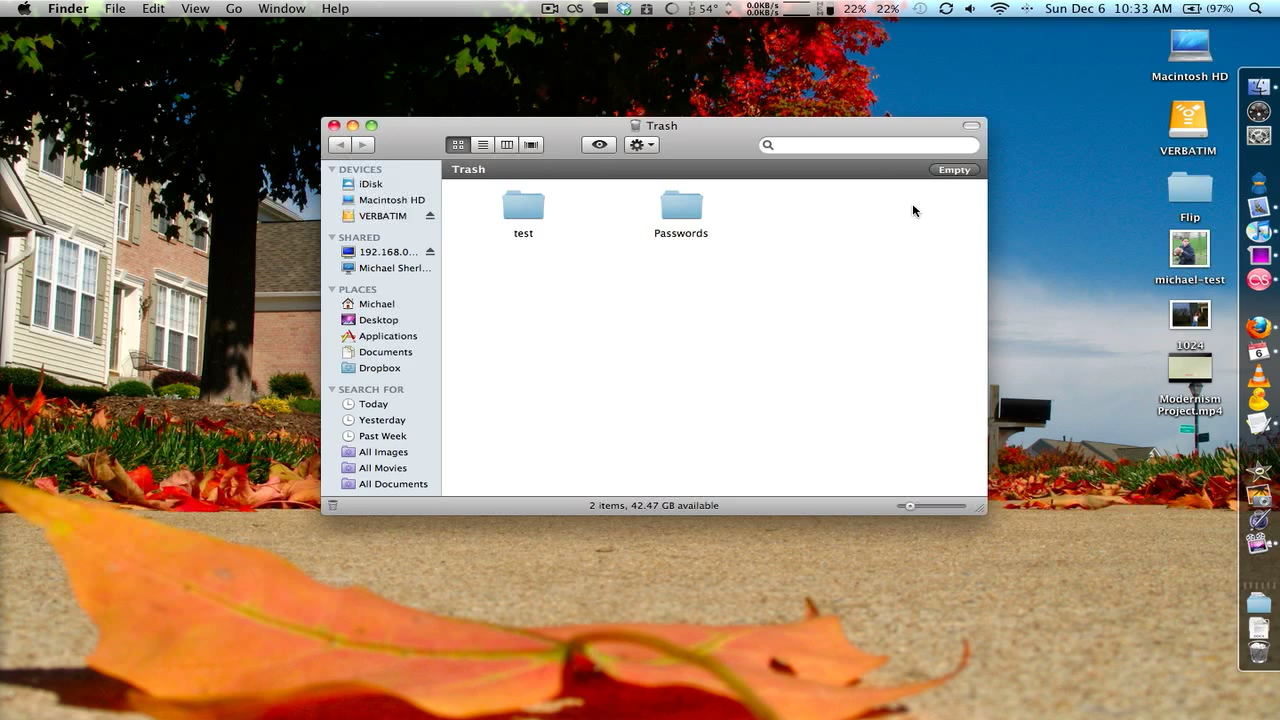 Finder File Edit View Go Window Help 54° 0.0KB/s 0.0KB/s 22% 22% Sun Dec 6 10:33 AM (97%)
Trash
Trash Empty
DEVICES
iDisk
Macintosh HD
VERBATIM
SHARED
192.168.0...
Michael Sherl...
PLACES
Michael
Desktop
Applications
Documents
Dropbox
SEARCH FOR
Today
Yesterday
Past Week
All Images
All Movies
All Documents
test Passwords
2 items, 42.47 GB available
Macintosh HD
VERBATIM
Flip
michael-test
1024
Modernism
Project.mp4
6